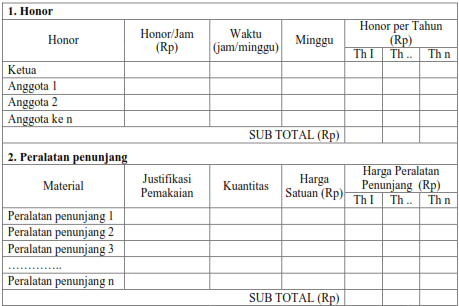 1. Honor
Honor Honor/Jam (Rp) Waktu (jam/minggu) Minggu Honor per Tahun (Rp)
Th I Th .. Th n
Ketua
Anggota 1
Anggota 2
Anggota ke n
SUB TOTAL (Rp)
2. Peralatan penunjang
Material Justifikasi Pemakaian Kuantitas Harga Satuan (Rp) Harga Peralatan Penunjang (Rp)
Th I Th .. Th n
Peralatan penunjang 1
Peralatan penunjang 2
Peralatan penunjang 3
…………..
Peralatan penunjang n
SUB TOTAL (Rp)